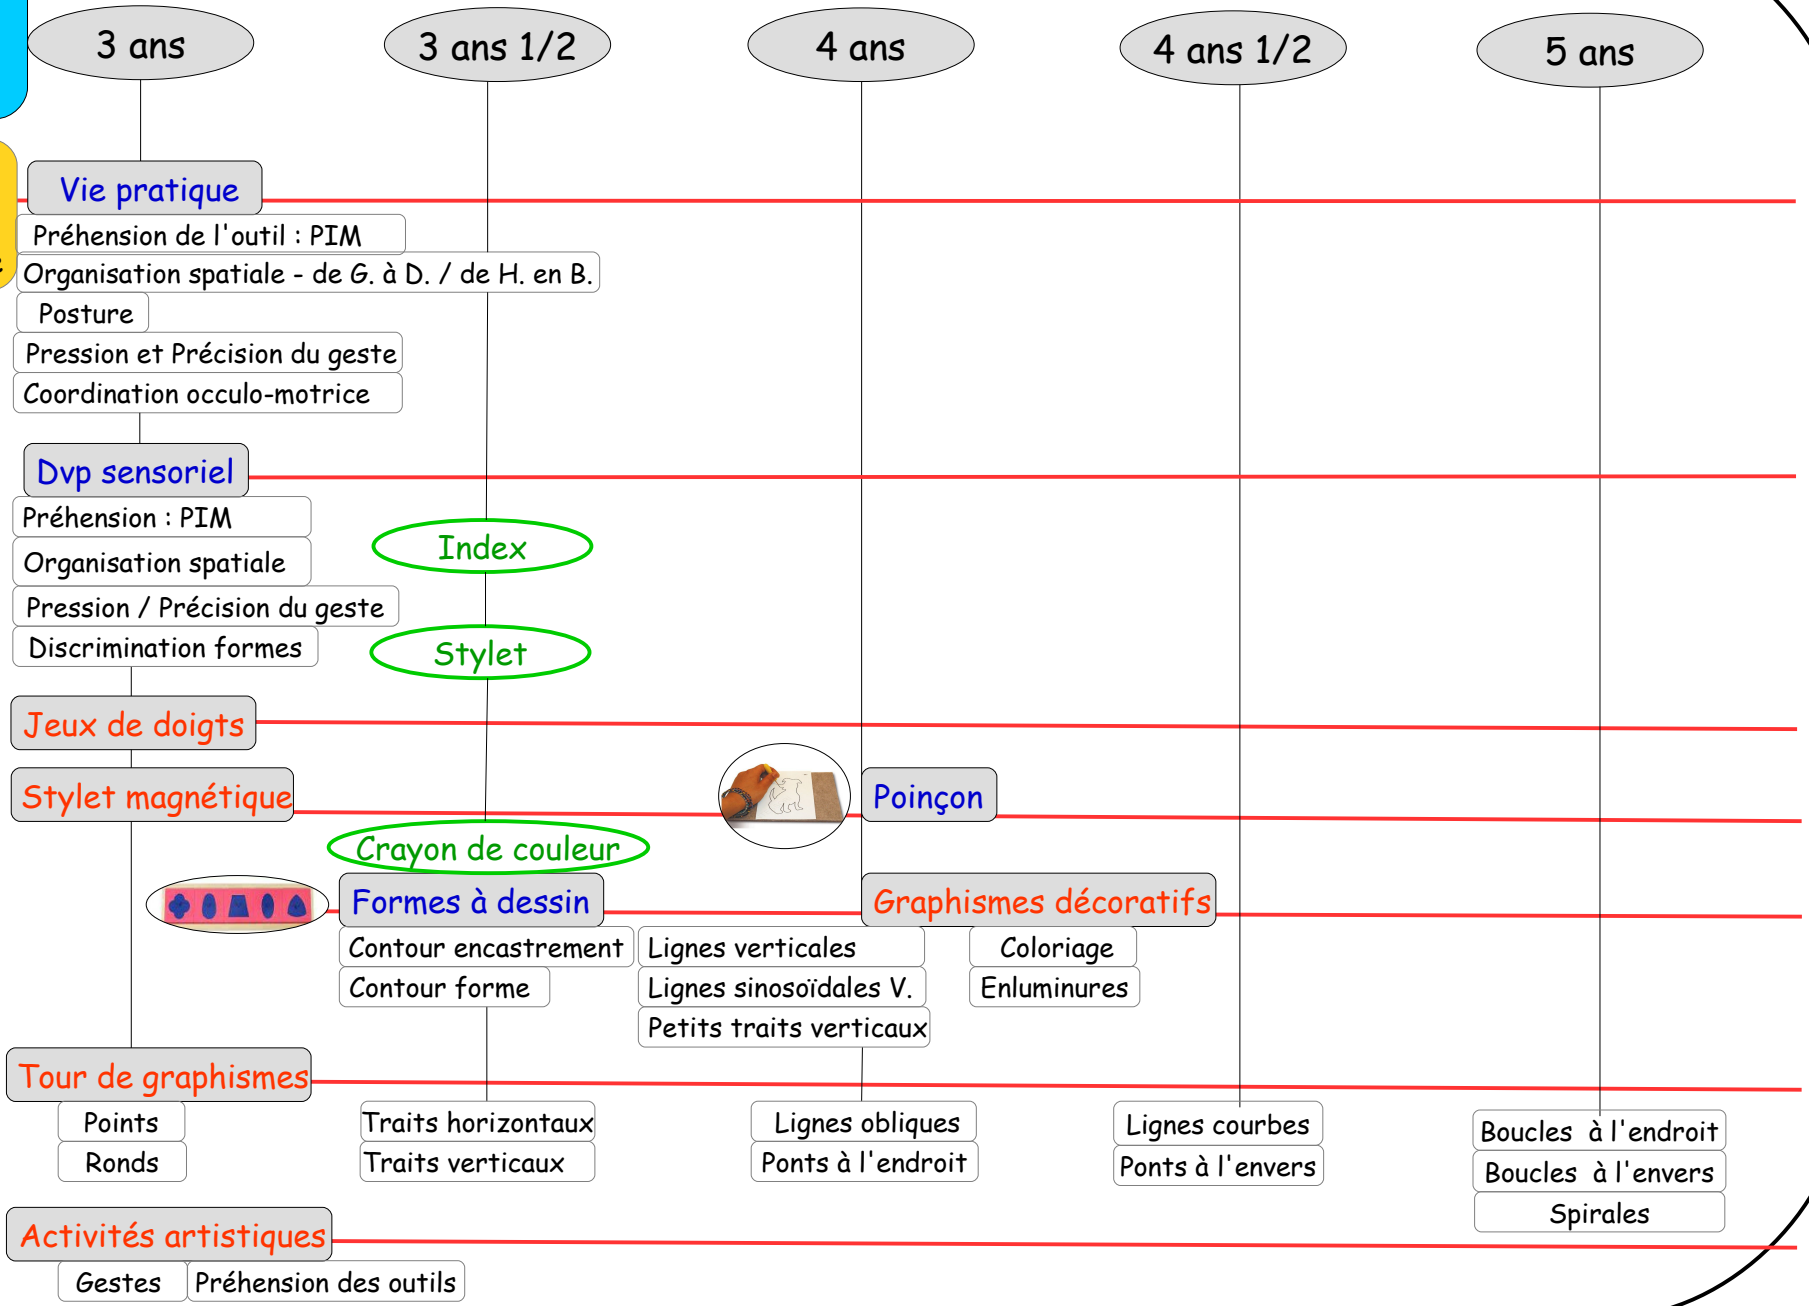 3 ans
3 ans 1/2
4 ans
4 ans 1/2
5 ans
Vie pratique
Préhension de l'outil : PIM
Organisation spatiale - de G. à D. / de H. en B.
Posture
Pression et Précision du geste
Coordination occulo-motrice
Dvp sensoriel
Préhension : PIM
Organisation spatiale
Pression / Précision du geste
Discrimination formes
Index
Stylet
Jeux de doigts
Stylet magnétique
Poinçon
Crayon de couleur
Formes à dessin
Graphismes décoratifs
Contour encastrement
Contour forme
Lignes verticales
Lignes sinosoïdales V.
Petits traits verticaux
Coloriage
Enluminures
Tour de graphismes
Points
Ronds
Traits horizontaux
Traits verticaux
Lignes obliques
Ponts à l'endroit
Lignes courbes
Ponts à l'envers
Boucles à l'endroit
Boucles à l'envers
Spirales
Activités artistiques
Gestes
Préhension des outils